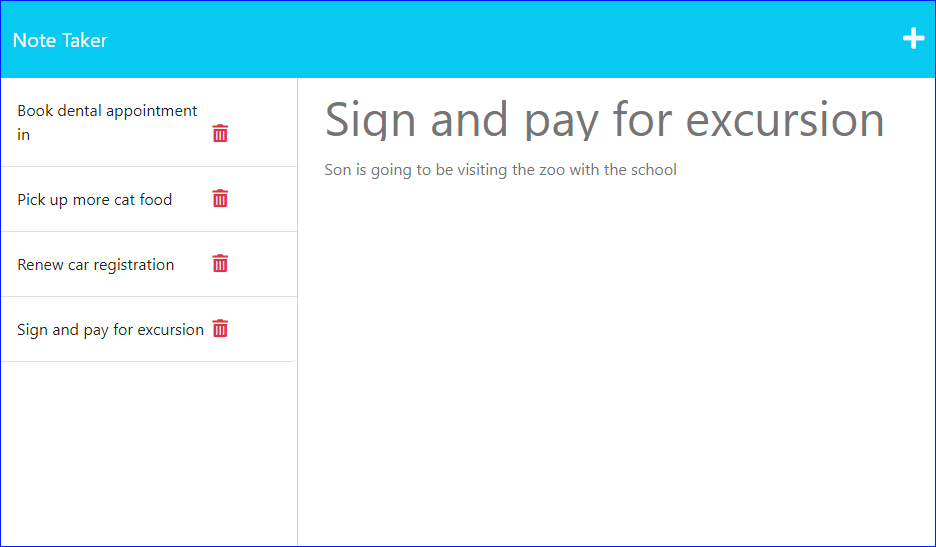 Note Taker
Book dental appointment
in
Pick up more cat food
Renew car registration
Sign and pay for excursion
Sign and pay for excursion
Son is going to be visiting the zoo with the school